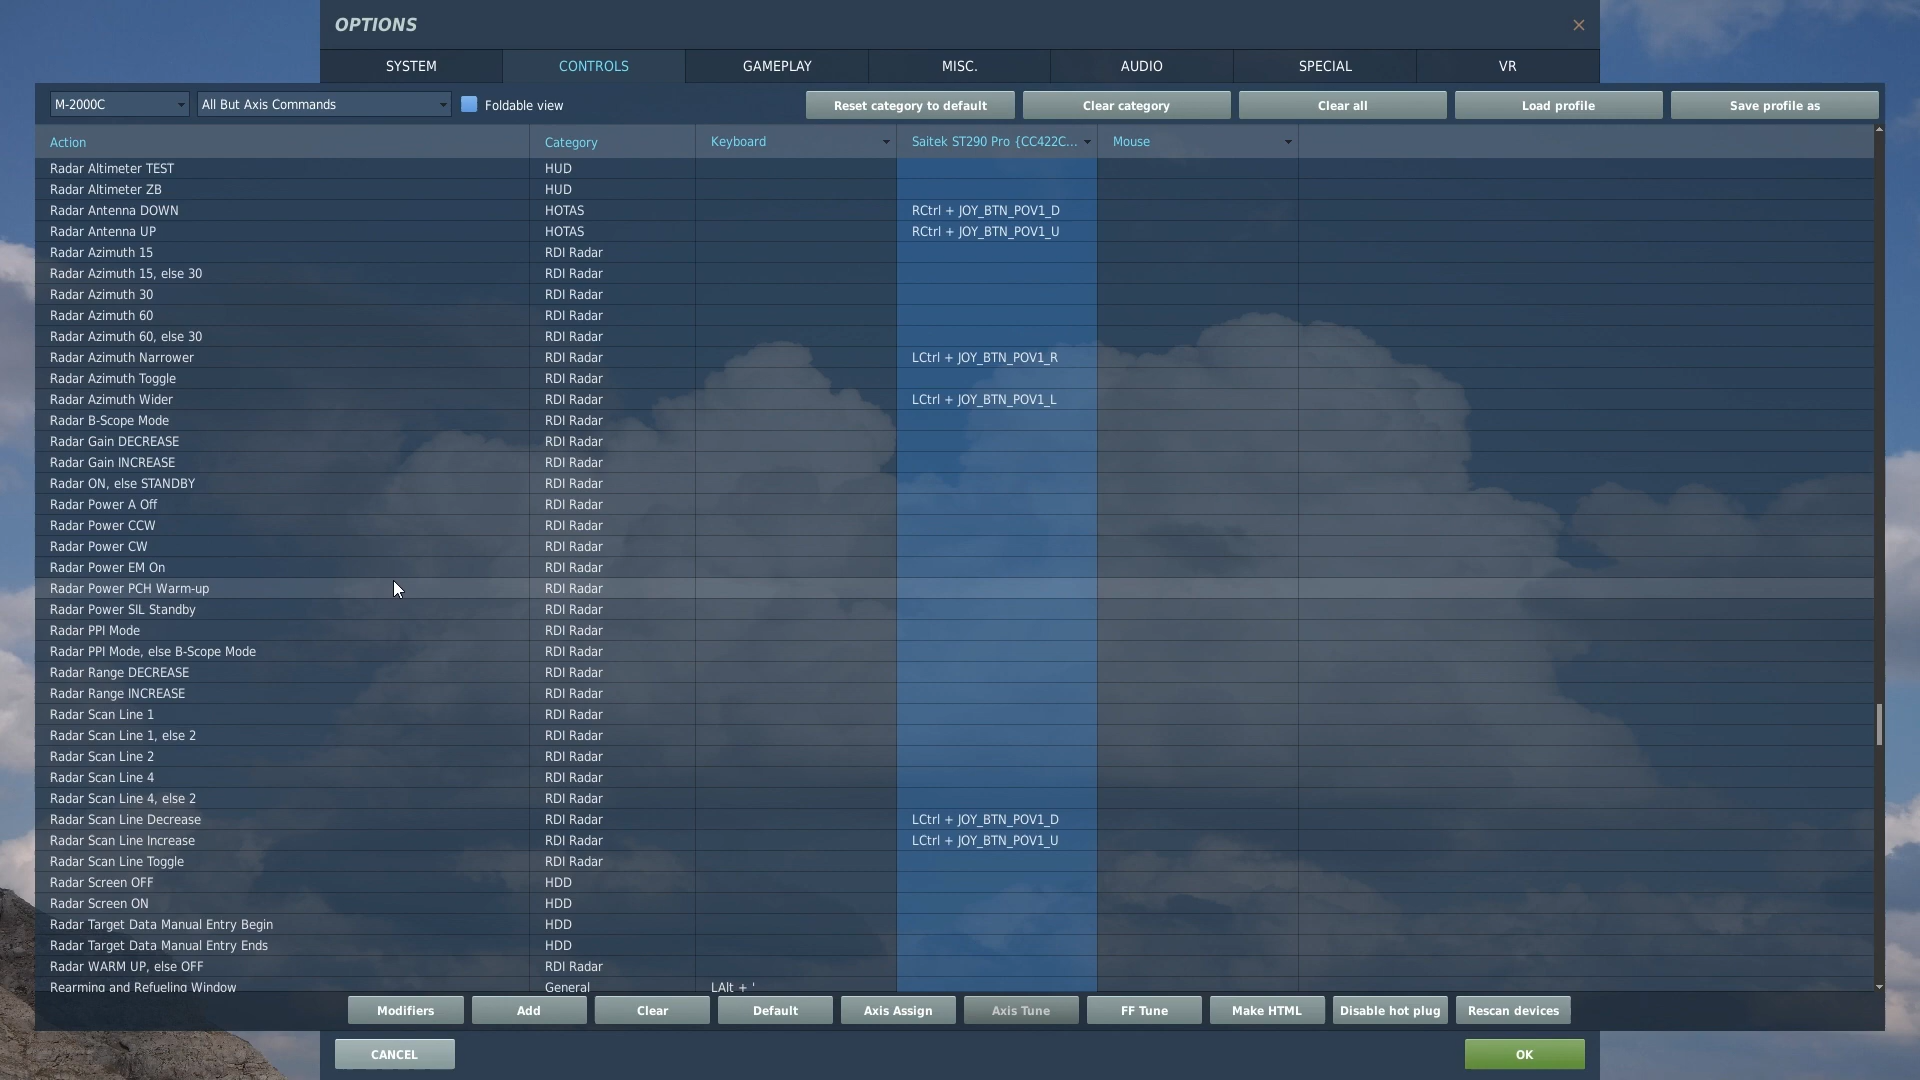 OPTIONS
SYSTEM CONTROLS GAMEPLAY MISC. AUDIO SPECIAL VR
M-2000C All But Axis Commands Foldable view Reset category to default Clear category Clear all Load profile Save profile as
Action Category Keyboard Saitek ST290 Pro {CC422C... Mouse
Radar Altimeter TEST HUD
Radar Altimeter ZB HUD
Radar Antenna DOWN HOTAS RCtrl + JOY_BTN_POV1_D
Radar Antenna UP HOTAS RCtrl + JOY_BTN_POV1_U
Radar Azimuth 15 RDI Radar
Radar Azimuth 15, else 30 RDI Radar
Radar Azimuth 30 RDI Radar
Radar Azimuth 60 RDI Radar
Radar Azimuth 60, else 30 RDI Radar
Radar Azimuth Narrower RDI Radar LCtrl + JOY_BTN_POV1_R
Radar Azimuth Toggle RDI Radar
Radar Azimuth Wider RDI Radar LCtrl + JOY_BTN_POV1_L
Radar B-Scope Mode RDI Radar
Radar Gain DECREASE RDI Radar
Radar Gain INCREASE RDI Radar
Radar ON, else STANDBY RDI Radar
Radar Power A Off RDI Radar
Radar Power CCW RDI Radar
Radar Power CW RDI Radar
Radar Power EM On RDI Radar
Radar Power PCH Warm-up RDI Radar
Radar Power SIL Standby RDI Radar
Radar PPI Mode RDI Radar
Radar PPI Mode, else B-Scope Mode RDI Radar
Radar Range DECREASE RDI Radar
Radar Range INCREASE RDI Radar
Radar Scan Line 1 RDI Radar
Radar Scan Line 1, else 2 RDI Radar
Radar Scan Line 2 RDI Radar
Radar Scan Line 4 RDI Radar
Radar Scan Line 4, else 2 RDI Radar
Radar Scan Line Decrease RDI Radar LCtrl + JOY_BTN_POV1_D
Radar Scan Line Increase RDI Radar LCtrl + JOY_BTN_POV1_U
Radar Scan Line Toggle RDI Radar
Radar Screen OFF HDD
Radar Screen ON HDD
Radar Target Data Manual Entry Begin HDD
Radar Target Data Manual Entry Ends HDD
Radar WARM UP, else OFF RDI Radar
Rearming and Refueling Window General LAlt + '
Modifiers Add Clear Default Axis Assign Axis Tune FF Tune Make HTML Disable hot plug Rescan devices
CANCEL OK